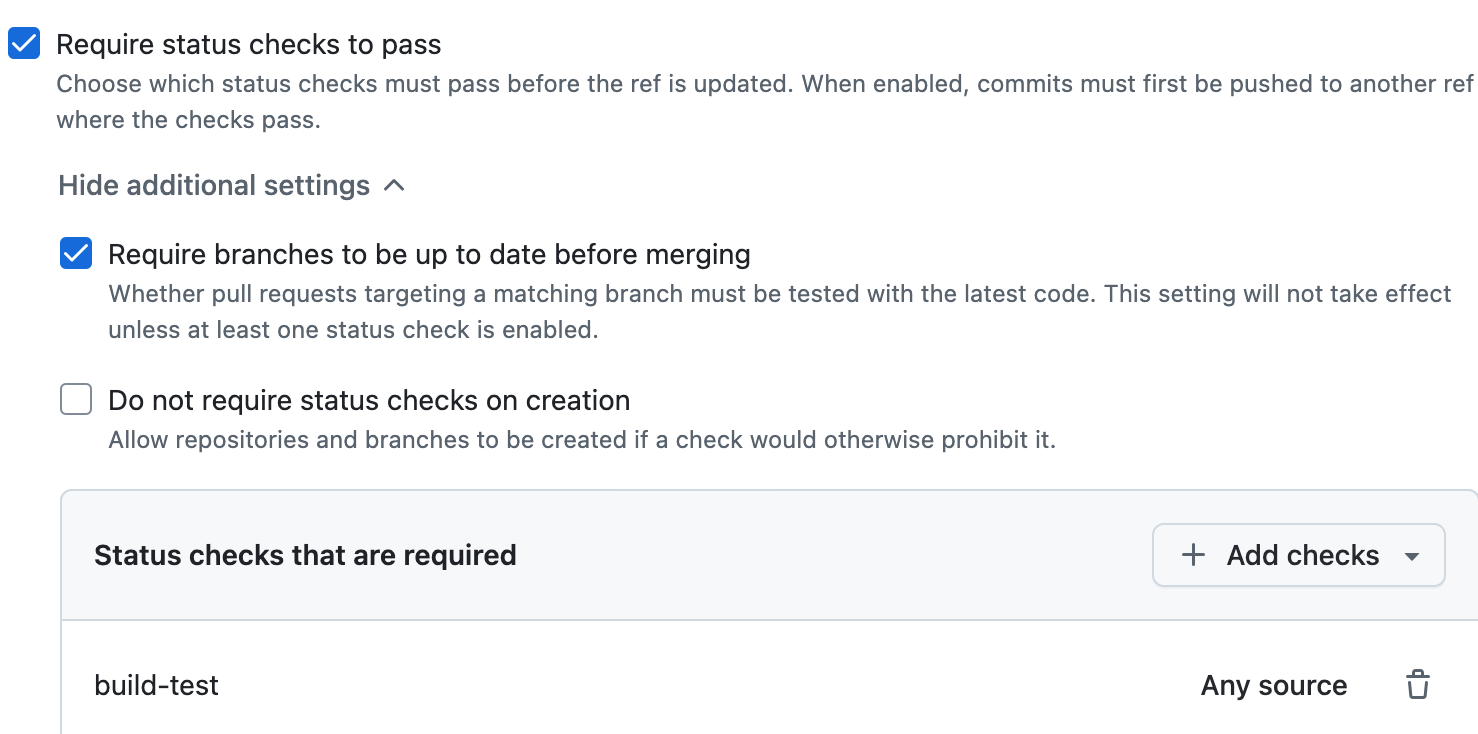 Require status checks to pass
Choose which status checks must pass before the ref is updated. When enabled, commits must first be pushed to another ref
where the checks pass.
Hide additional settings
Require branches to be up to date before merging
Whether pull requests targeting a matching branch must be tested with the latest code. This setting will not take effect
unless at least one status check is enabled.
Do not require status checks on creation
Allow repositories and branches to be created if a check would otherwise prohibit it.
Status checks that are required
Add checks
build-test
Any source